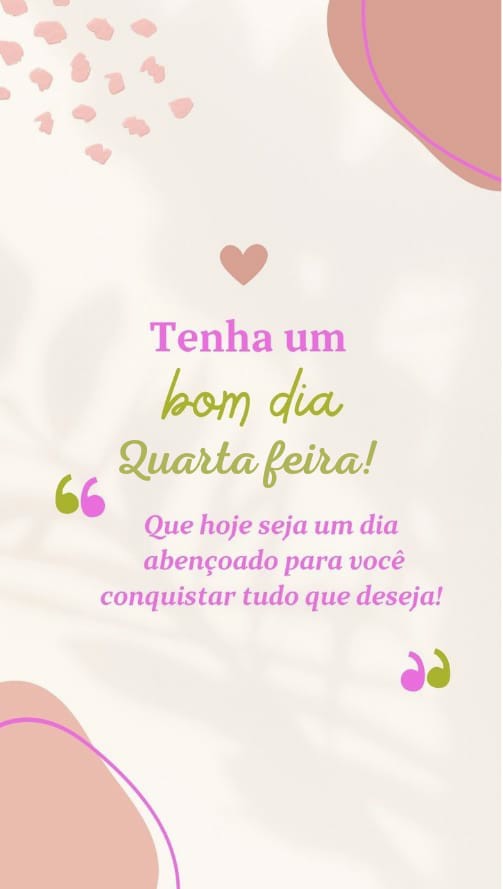 Tenha um
bom dia
Quarta feira!
Que hoje seja um dia
abençoado para você
conquistar tudo que deseja!